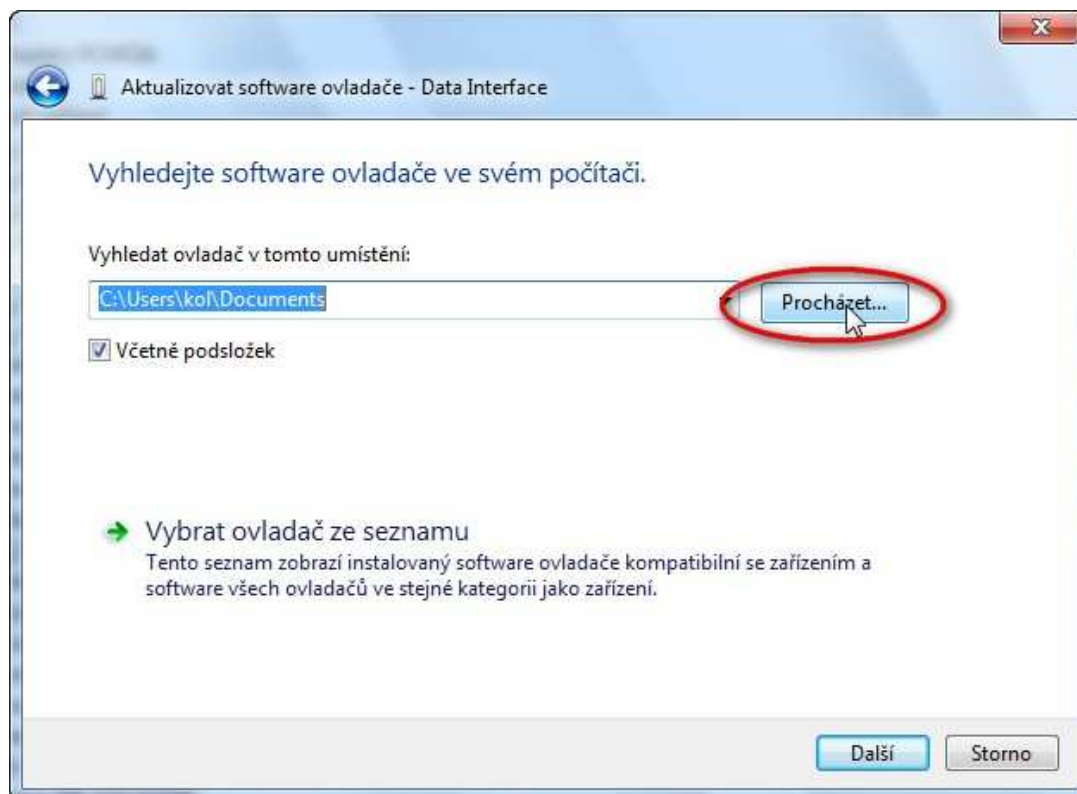 Aktualizovat software ovladače - Data Interface
Vyhledejte software ovladače ve svém počítači.
Vyhledat ovladač v tomto umístění:
C:\Users\kol\Documents
Procházet...
Včetně podsložek
Vybrat ovladač ze seznamu
Tento seznam zobrazí instalovaný software ovladače kompatibilní se zařízením a
software všech ovladačů ve stejné kategorii jako zařízení.
Další
Storno